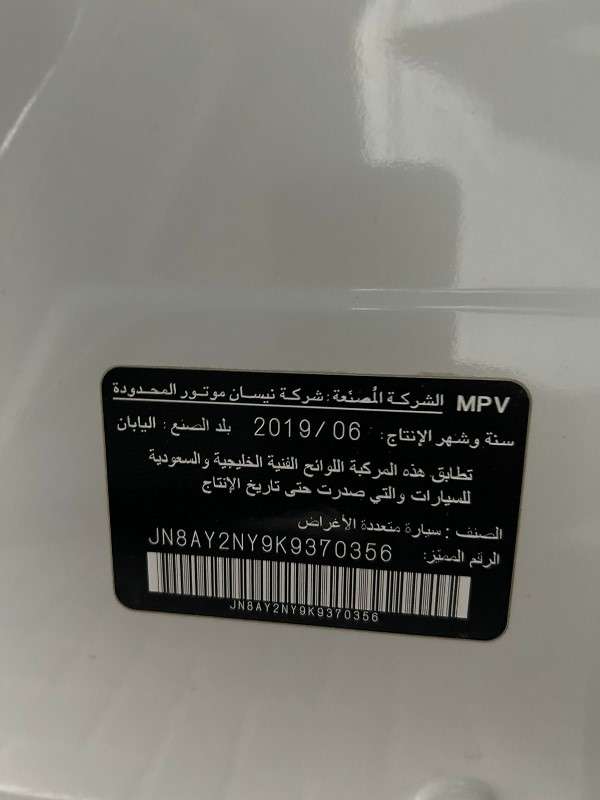 MPV الشركة المُصنّعة: شركة نيسان موتور المحدودة
سنة وشهر الإنتاج: 2019/06 بلد الصنع: اليابان
تطابق هذه المركبة اللوائح الفنية الخليجية والسعودية
للسيارات والتي صدرت حتى تاريخ الإنتاج
الصنف: سيارة متعددة الأغراض
الرقم المميّز: JN8AY2NY9K9370356
JN8AY2NY9K9370356